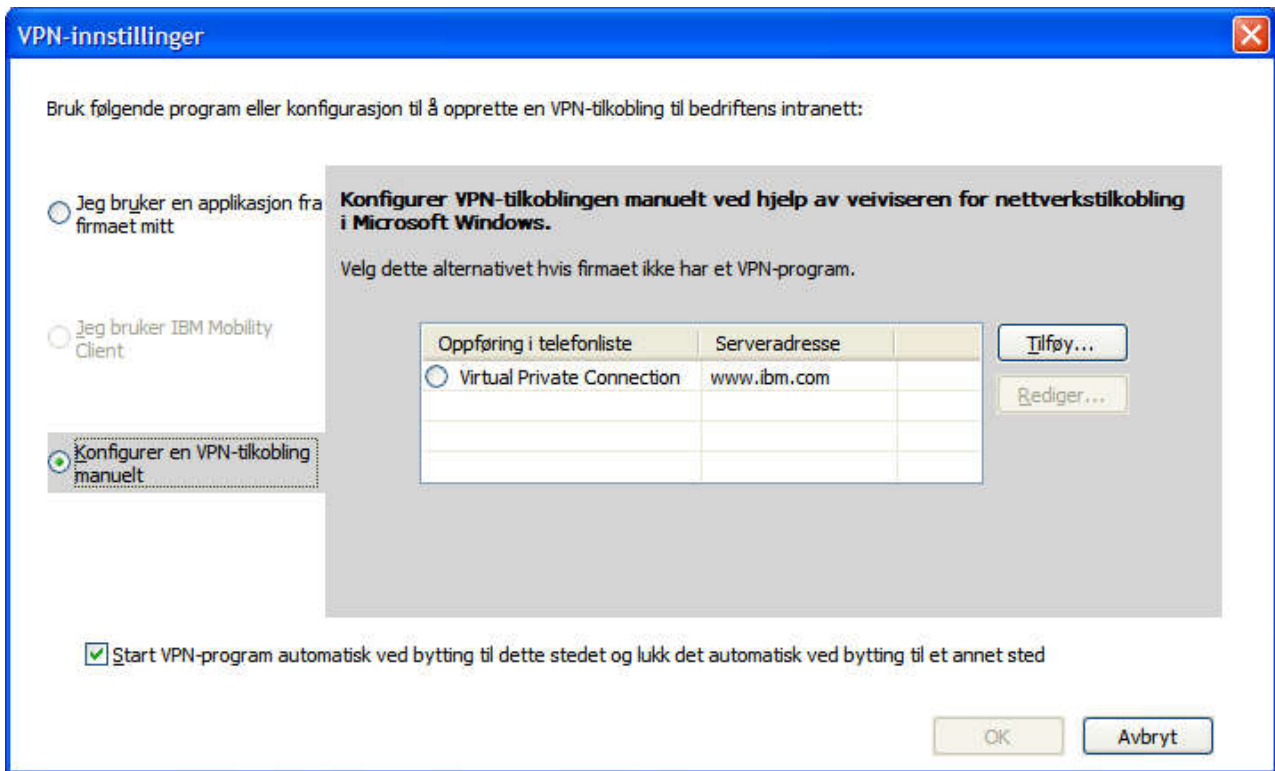 VPN-innstillinger
Bruk følgende program eller konfigurasjon til å opprette en VPN-tilkobling til bedriftens intranett:
Jeg bruker en applikasjon fra
firmaet mitt
Jeg bruker IBM Mobility
Client
Konfigurer en VPN-tilkobling
manuelt
Konfigurer VPN-tilkoblingen manuelt ved hjelp av veiviseren for nettverkstilkobling
i Microsoft Windows.
Velg dette alternativet hvis firmaet ikke har et VPN-program.
Oppføring i telefonliste Serveradresse
Virtual Private Connection www.ibm.com
Tilføy...
Rediger...
Start VPN-program automatisk ved bytting til dette stedet og lukk det automatisk ved bytting til et annet sted
OK Avbryt